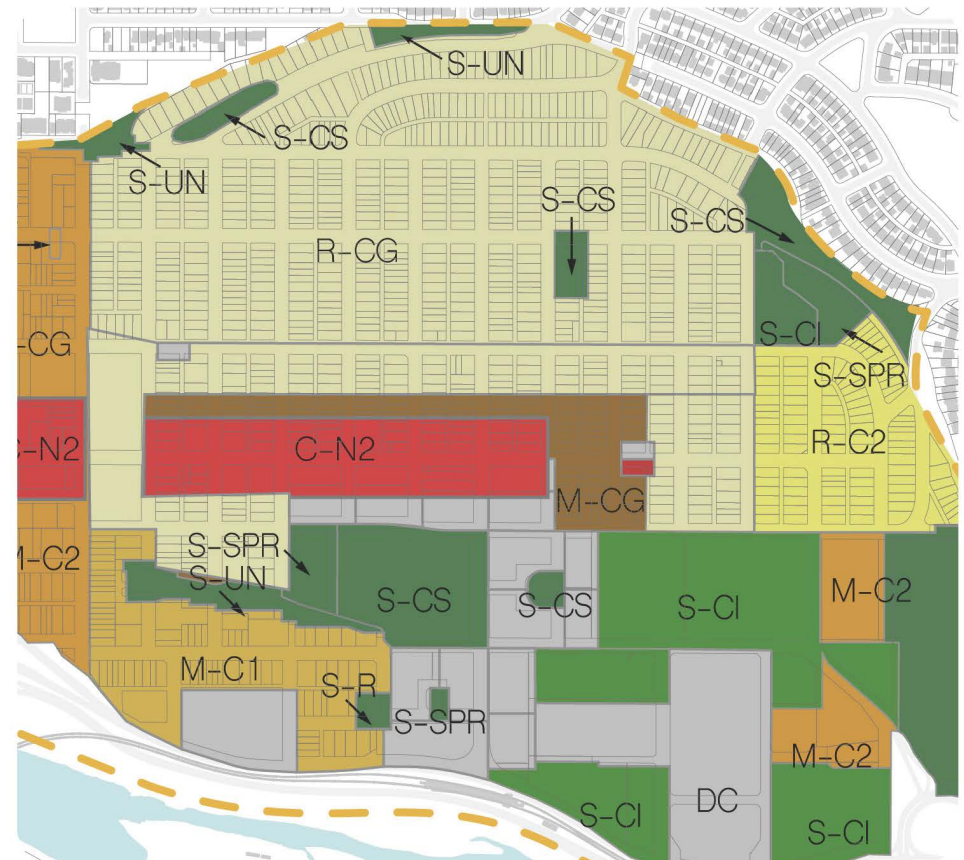 S-UN
S-CS
S-UN
S-CS
S-CS
R-CG
S-CI
-CG
S-SPR
R-C2
-N2
C-N2
M-CG
S-SPR
M-C2
S-UN
S-CS
S-CS
S-CI
M-C2
M-C1
S-R
S-SPR
M-C2
DC
S-CI
S-CI